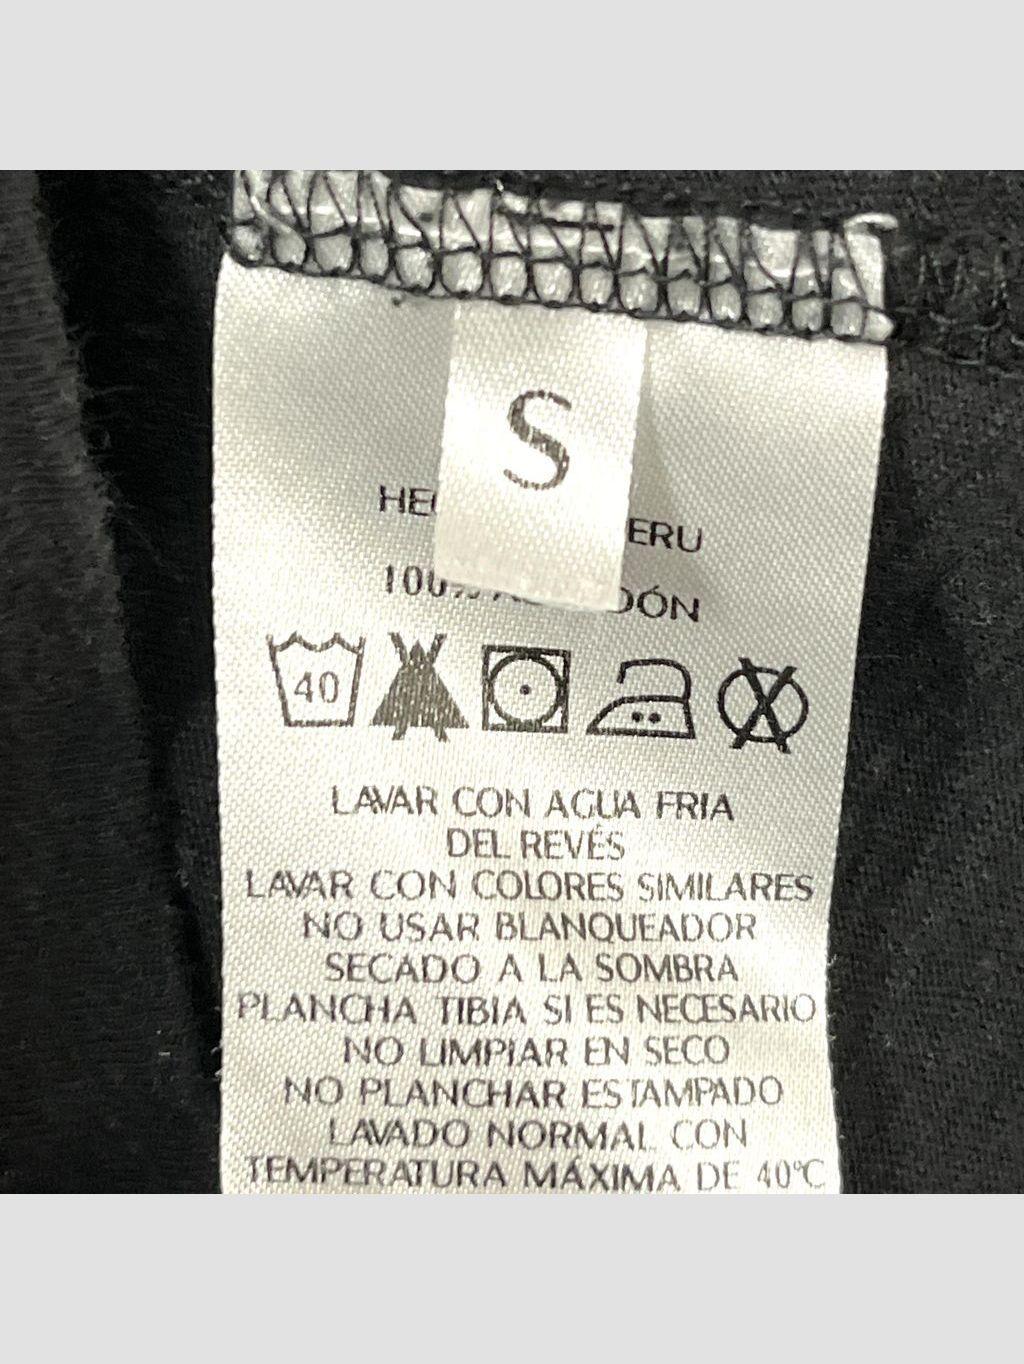 S
HE ERU
100% A DÓN
40
LAVAR CON AGUA FRIA
DEL REVÉS
LAVAR CON COLORES SIMILARES
NO USAR BLANQUEADOR
SECADO A LA SOMBRA
PLANCHA TIBIA SI ES NECESARIO
NO LIMPIAR EN SECO
NO PLANCHAR ESTAMPADO
LAVADO NORMAL CON
TEMPERATURA MÁXIMA DE 40°C